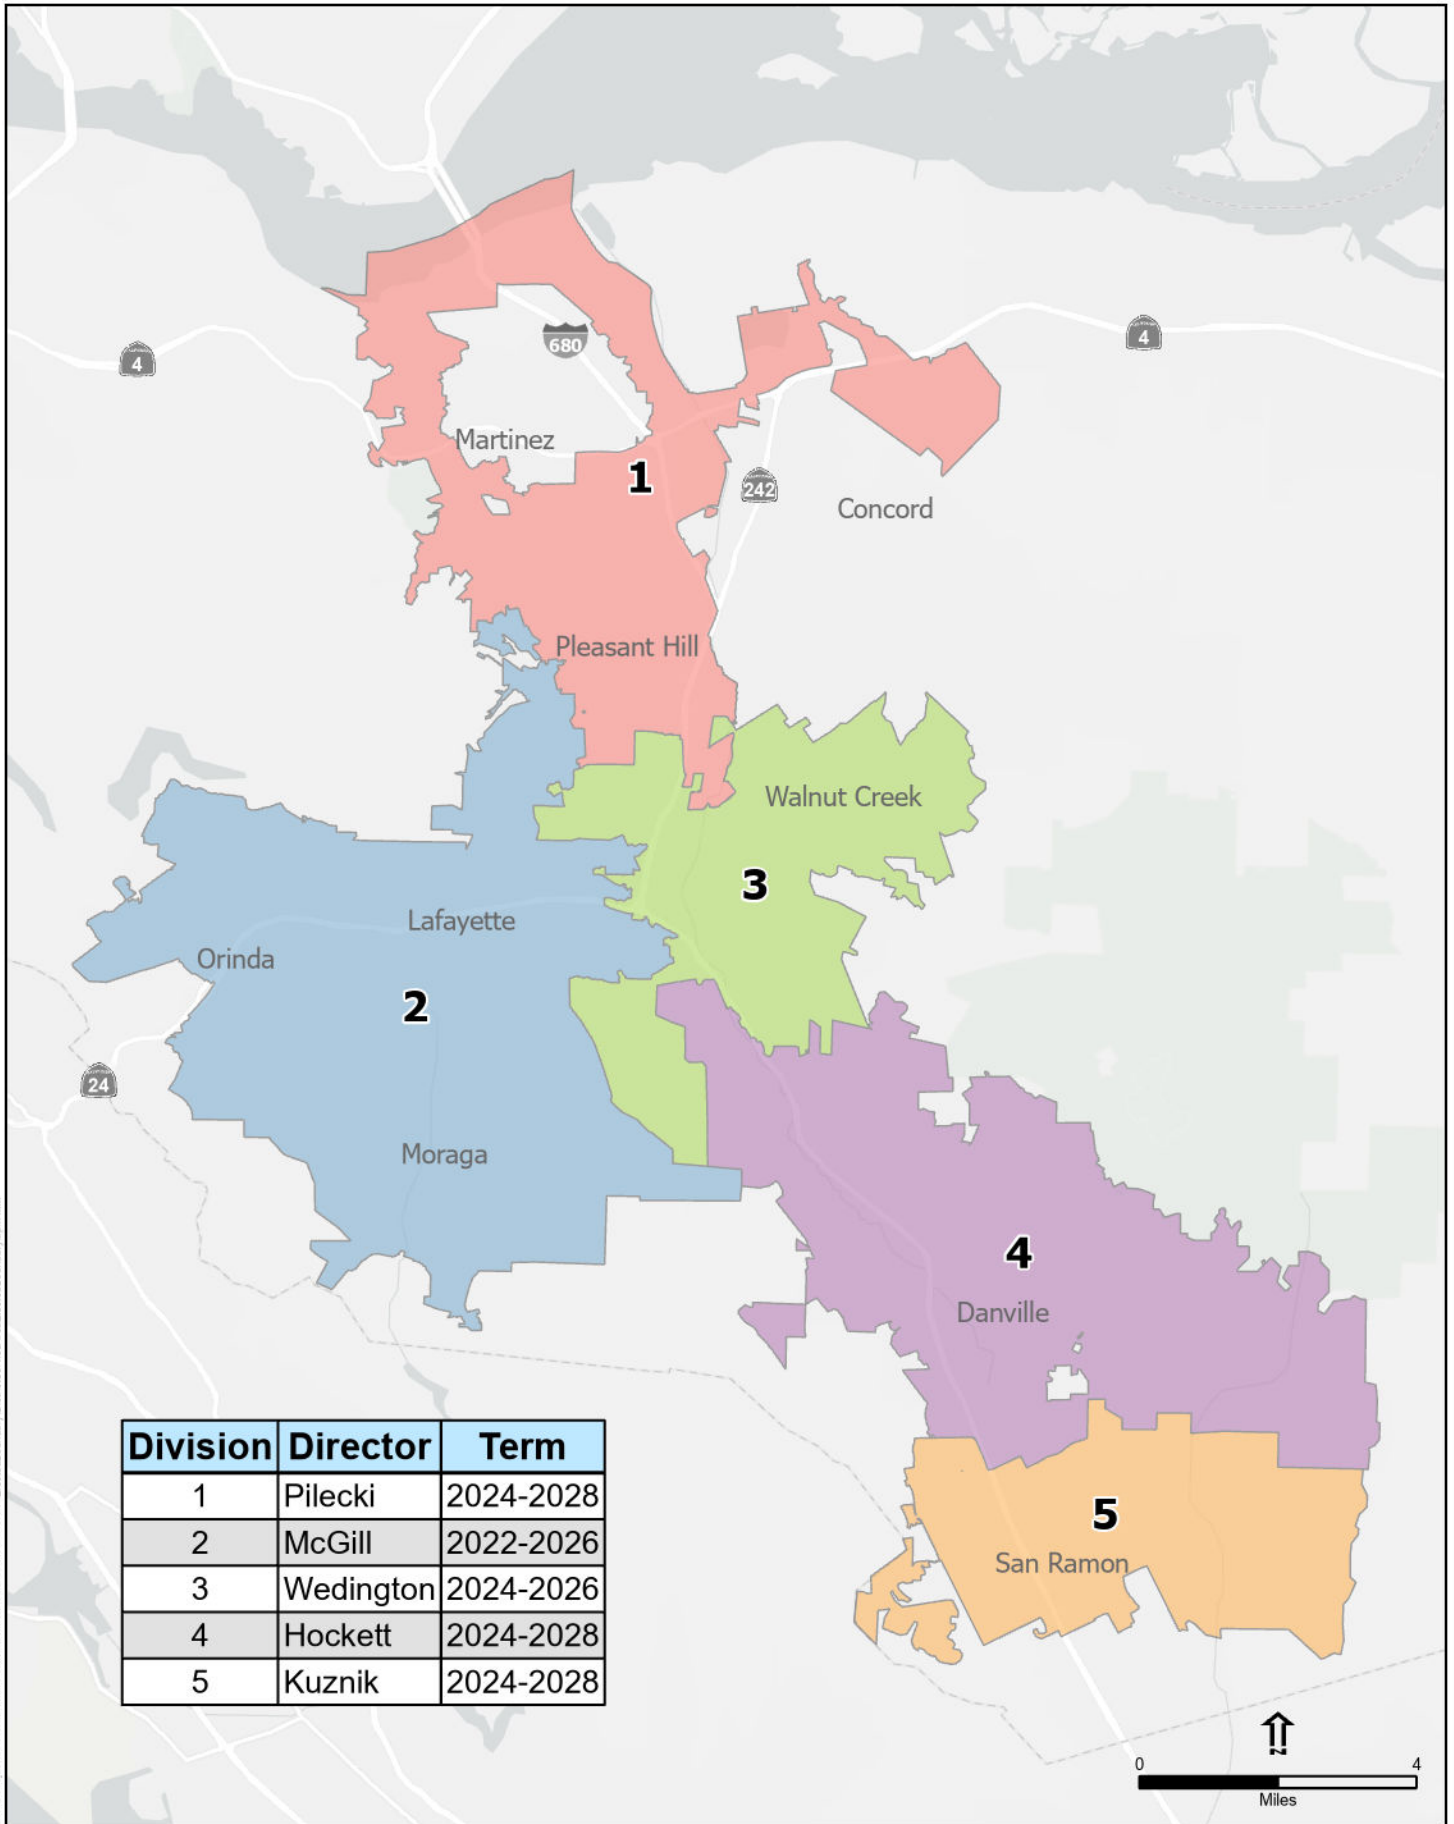 680
4
4
Martinez
1
242
Concord
Pleasant Hill
Walnut Creek
3
Lafayette
Orinda
2
24
Moraga
4
Danville
Division Director Term
1 Pilecki 2024-2028
2 McGill 2022-2026
3 Wedington 2024-2026
4 Hockett 2024-2028
5 Kuznik 2024-2028
5
San Ramon
N
0 4
Miles